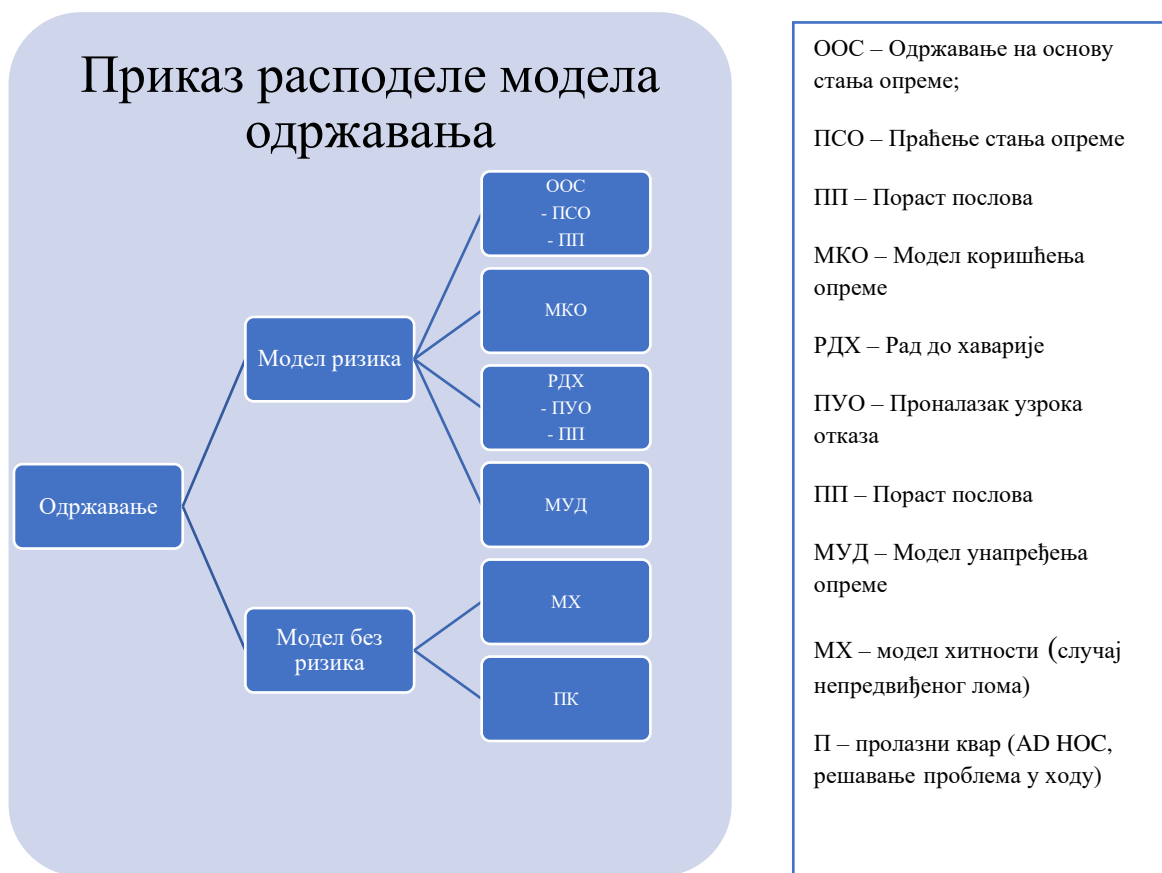 Приказ расподеле модела
одржавања
ООС
- ПСО
- ПП
МКО
Модел ризика
РДХ
- ПУО
- ПП
МУД
Одржавање
МХ
Модел без
ризика
ПК
ООС – Одржавање на основу
стања опреме;
ПСО – Праћење стања опреме
ПП – Пораст послова
МКО – Модел коришћења
опреме
РДХ – Рад до хаварије
ПУО – Проналазак узрока
отказа
ПП – Пораст послова
МУД – Модел унапређења
опреме
МХ – модел хитности (случај
непредвиђеног лома)
П – пролазни квар (AD HOC,
решавање проблема у ходу)